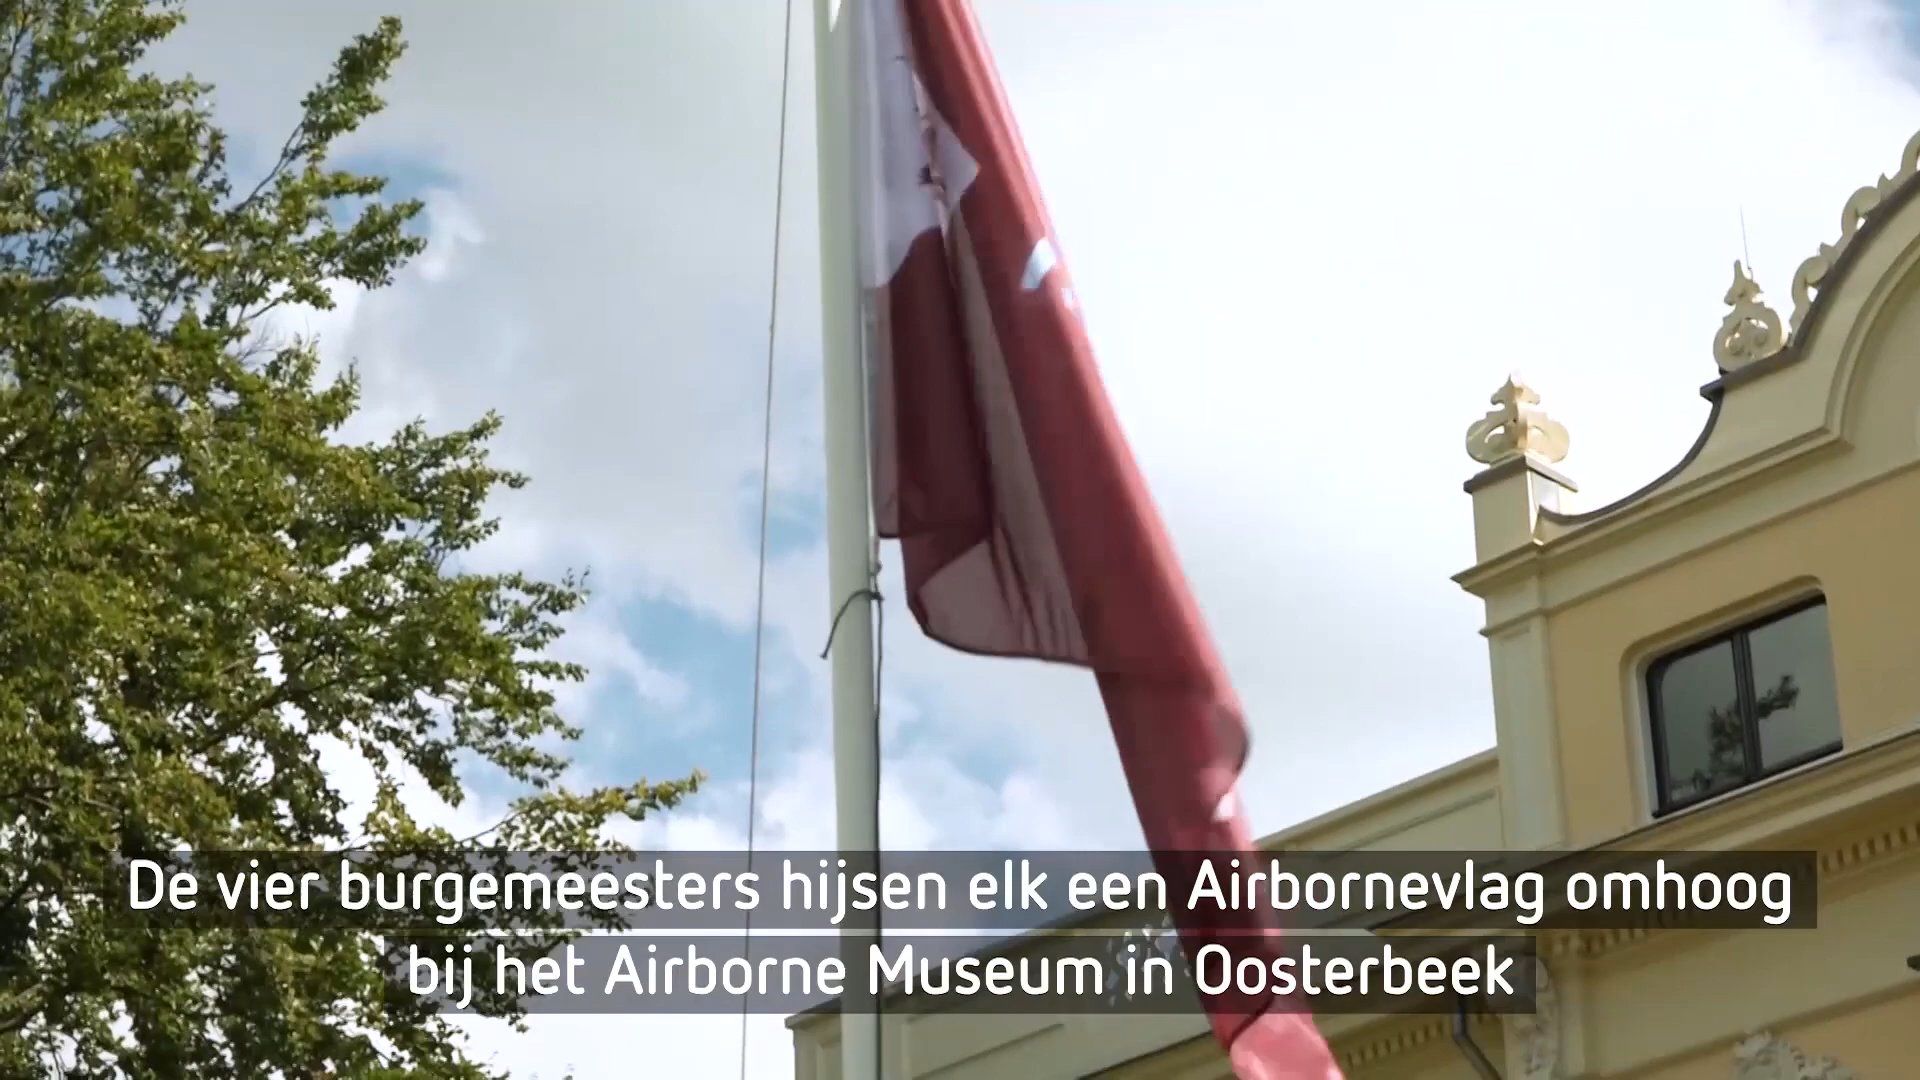 De vier burgemeesters hijsen elk een Airbornevlag omhoog
bij het Airborne Museum in Oosterbeek